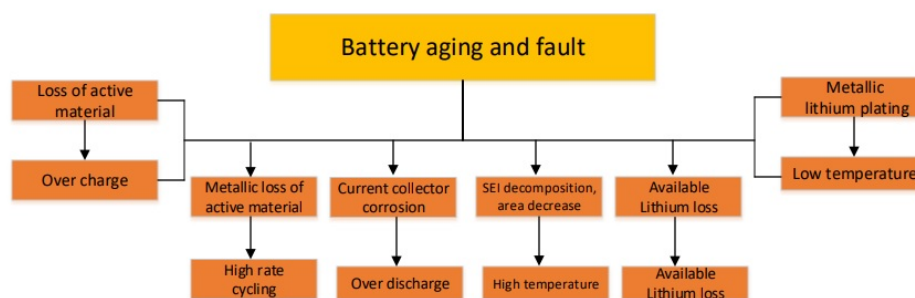 Battery aging and fault
Loss of active
material
Metallic
lithium plating
Over charge
Low temperature
Metallic loss of
active material
Current collector
corrosion
SEI decomposition,
area decrease
Available
Lithium loss
High rate
cycling
Over discharge
High temperature
Available
Lithium loss